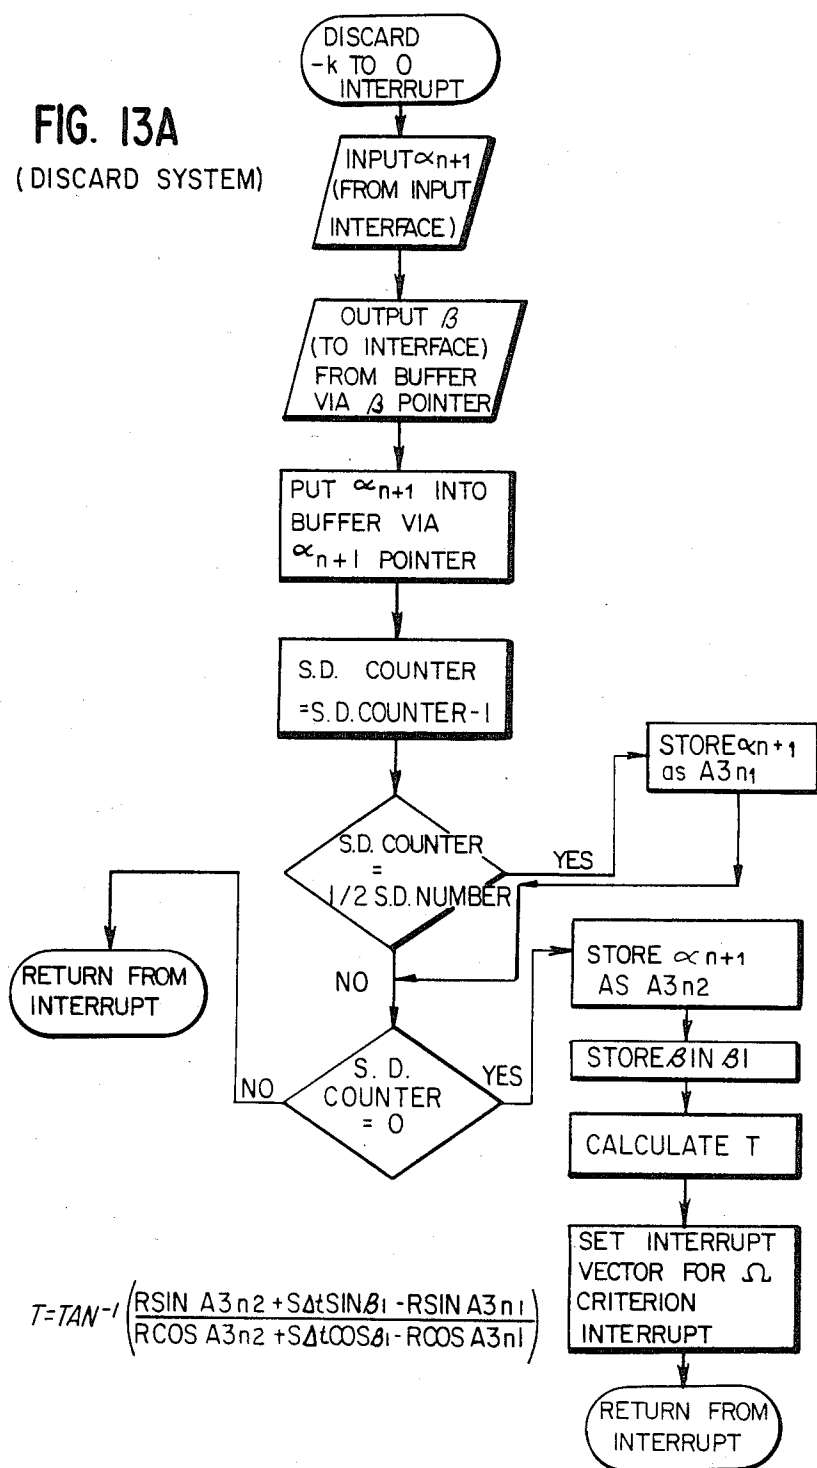 DISCARD
-k TO 0
INTERRUPT
FIG. 13A
(DISCARD SYSTEM)
INPUT ∝n+1
(FROM INPUT
INTERFACE)
OUTPUT β
(TO INTERFACE)
FROM BUFFER
VIA β POINTER
PUT ∝n+1 INTO
BUFFER VIA
∝n+1 POINTER
S.D. COUNTER
=S.D. COUNTER-1
STORE ∝n+1
as A3n1
S.D. COUNTER
=
1/2 S.D. NUMBER
YES
NO
RETURN FROM
INTERRUPT
STORE ∝n+1
AS A3n2
S. D.
COUNTER
= 0
NO
YES
STORE β IN β1
CALCULATE T
SET INTERRUPT
VECTOR FOR Ω
CRITERION
INTERRUPT
T=TAN⁻¹ (RSIN A3n2 +SΔtSINβ1 -RSIN A3n1
RCOS A3n2 +SΔtCOSβ1- RCOS A3n1)
RETURN FROM
INTERRUPT